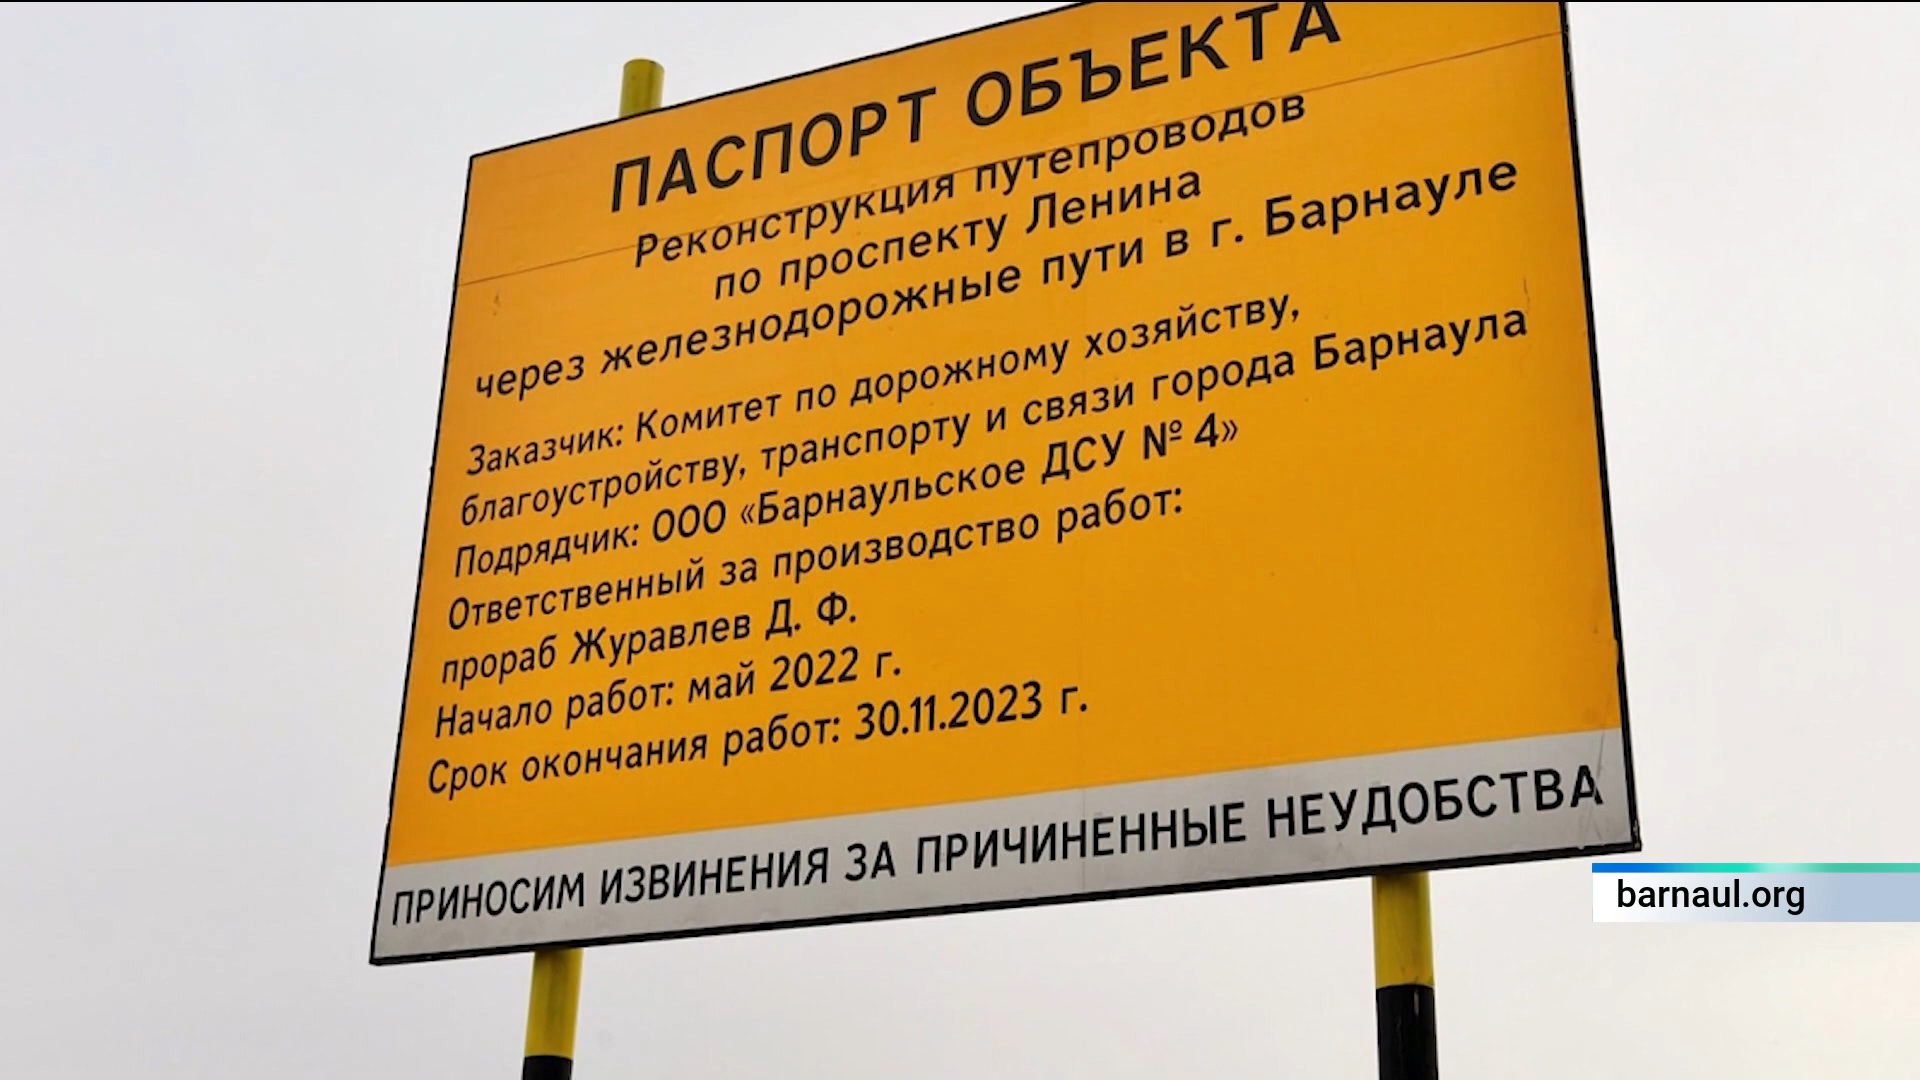 ПАСПОРТ ОБЪЕКТА
Реконструкция путепроводов
по проспекту Ленина
через железнодорожные пути в г. Барнауле
Заказчик: Комитет по дорожному хозяйству,
благоустройству, транспорту и связи города Барнаула
Подрядчик: ООО «Барнаульское ДСУ № 4»
Ответственный за производство работ:
прораб Журавлев Д. Ф.
Начало работ: май 2022 г.
Срок окончания работ: 30.11.2023 г.
ПРИНОСИМ ИЗВИНЕНИЯ ЗА ПРИЧИНЕННЫЕ НЕУДОБСТВА
barnaul.org